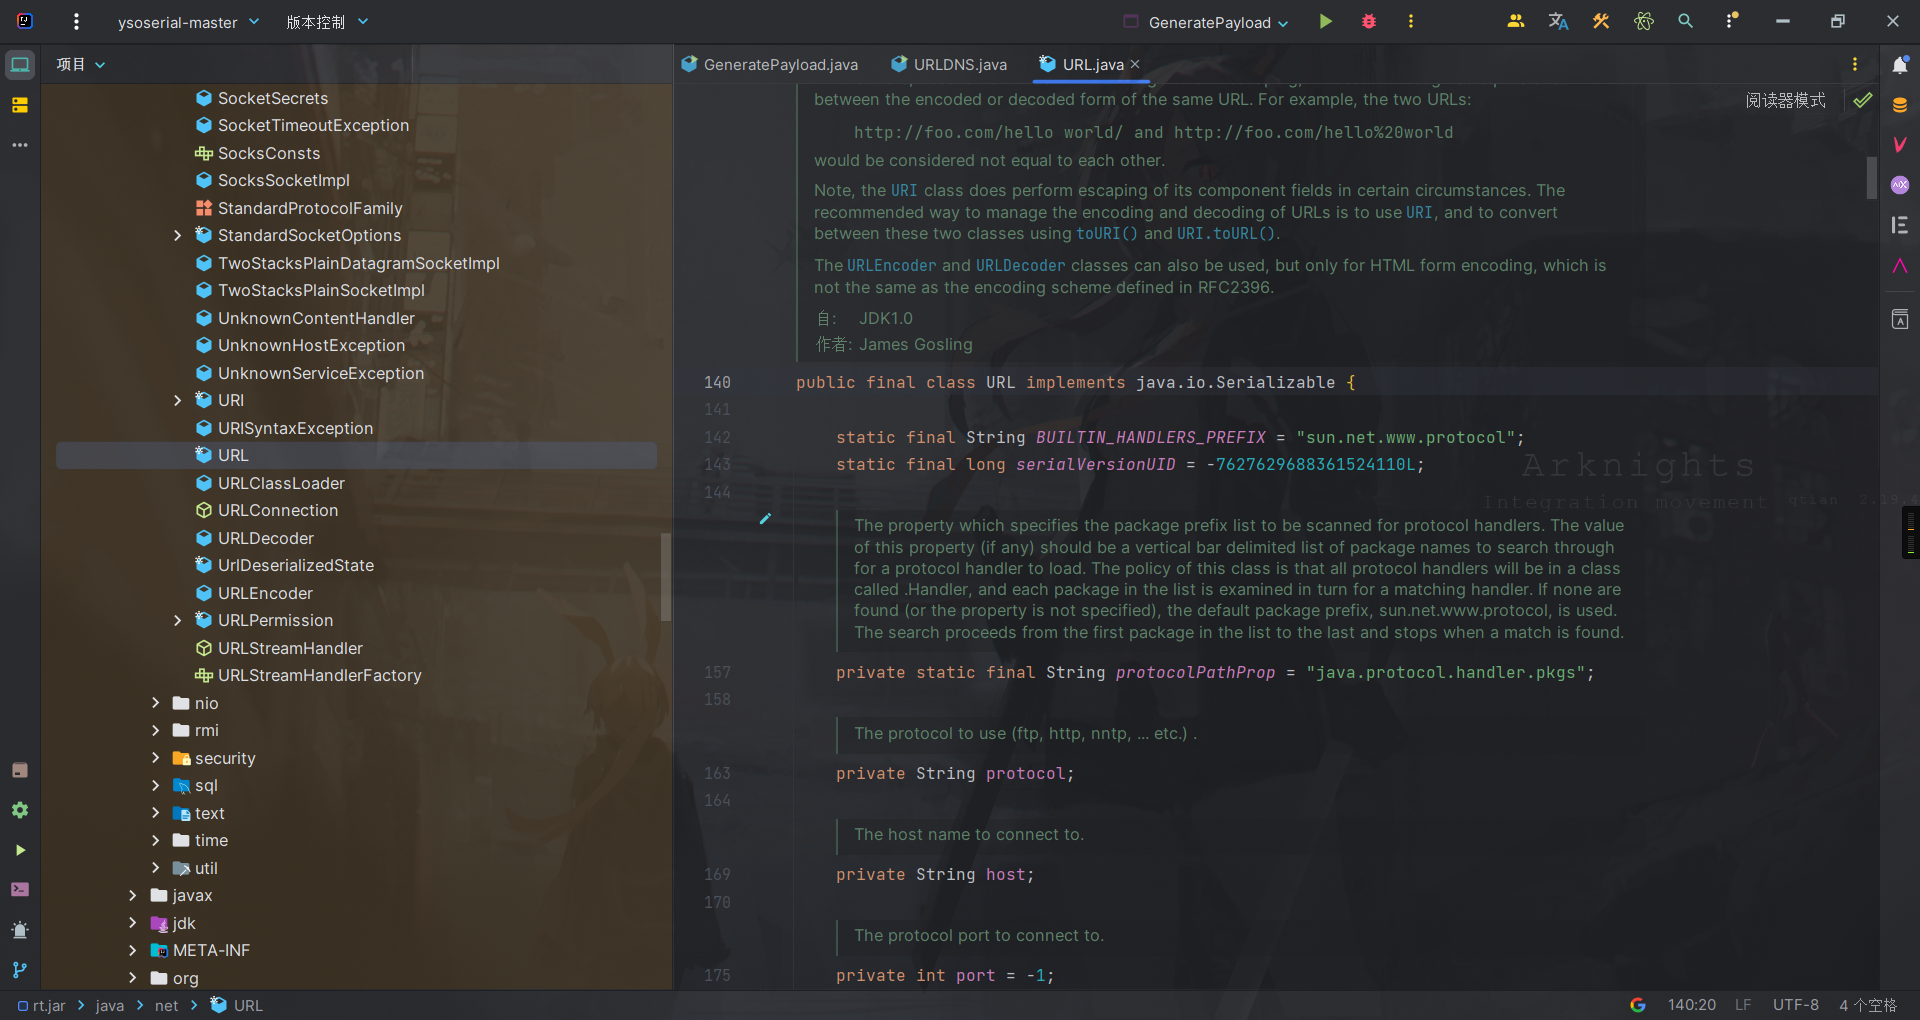 ysoserial-master
版本控制
GeneratePayload
项目
SocketSecrets
SocketTimeoutException
SocksConsts
SocksSocketImpl
StandardProtocolFamily
StandardSocketOptions
TwoStacksPlainDatagramSocketImpl
TwoStacksPlainSocketImpl
UnknownContentHandler
UnknownHostException
UnknownServiceException
URI
URISyntaxException
URL
URLClassLoader
URLConnection
URLDecoder
UrlDeserializedState
URLEncoder
URLPermission
URLStreamHandler
URLStreamHandlerFactory
nio
rmi
security
sql
text
time
util
javax
jdk
META-INF
org
GeneratePayload.java
URLDNS.java
URL.java
阅读器模式
between the encoded or decoded form of the same URL. For example, the two URLs:
http://foo.com/hello world/ and http://foo.com/hello%20world
would be considered not equal to each other.
Note, the URI class does perform escaping of its component fields in certain circumstances. The
recommended way to manage the encoding and decoding of URLs is to use URI, and to convert
between these two classes using toURI() and URI.toURL().
The URLEncoder and URLDecoder classes can also be used, but only for HTML form encoding, which is
not the same as the encoding scheme defined in RFC2396.
自: JDK1.0
作者: James Gosling
140 public final class URL implements java.io.Serializable {
141
142 static final String BUILTIN_HANDLERS_PREFIX = "sun.net.www.protocol";
143 static final long serialVersionUID = -7627629688361524110L;
144
Arknights
Integration movement qtian 2.19.4
The property which specifies the package prefix list to be scanned for protocol handlers. The value
of this property (if any) should be a vertical bar delimited list of package names to search through
for a protocol handler to load. The policy of this class is that all protocol handlers will be in a class
called .Handler, and each package in the list is examined in turn for a matching handler. If none are
found (or the property is not specified), the default package prefix, sun.net.www.protocol, is used.
The search proceeds from the first package in the list to the last and stops when a match is found.
157 private static final String protocolPathProp = "java.protocol.handler.pkgs";
158
The protocol to use (ftp, http, nntp, ... etc.) .
163 private String protocol;
164
The host name to connect to.
169 private String host;
170
The protocol port to connect to.
175 private int port = -1;
rt.jar
java
net
URL
140:20
LF
UTF-8
4 个空格